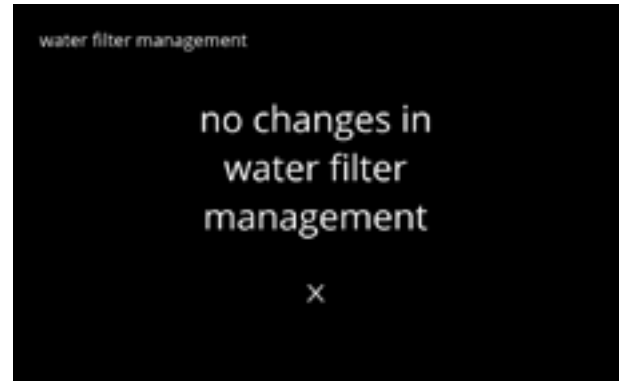 water filter management
no changes in
water filter
management
x